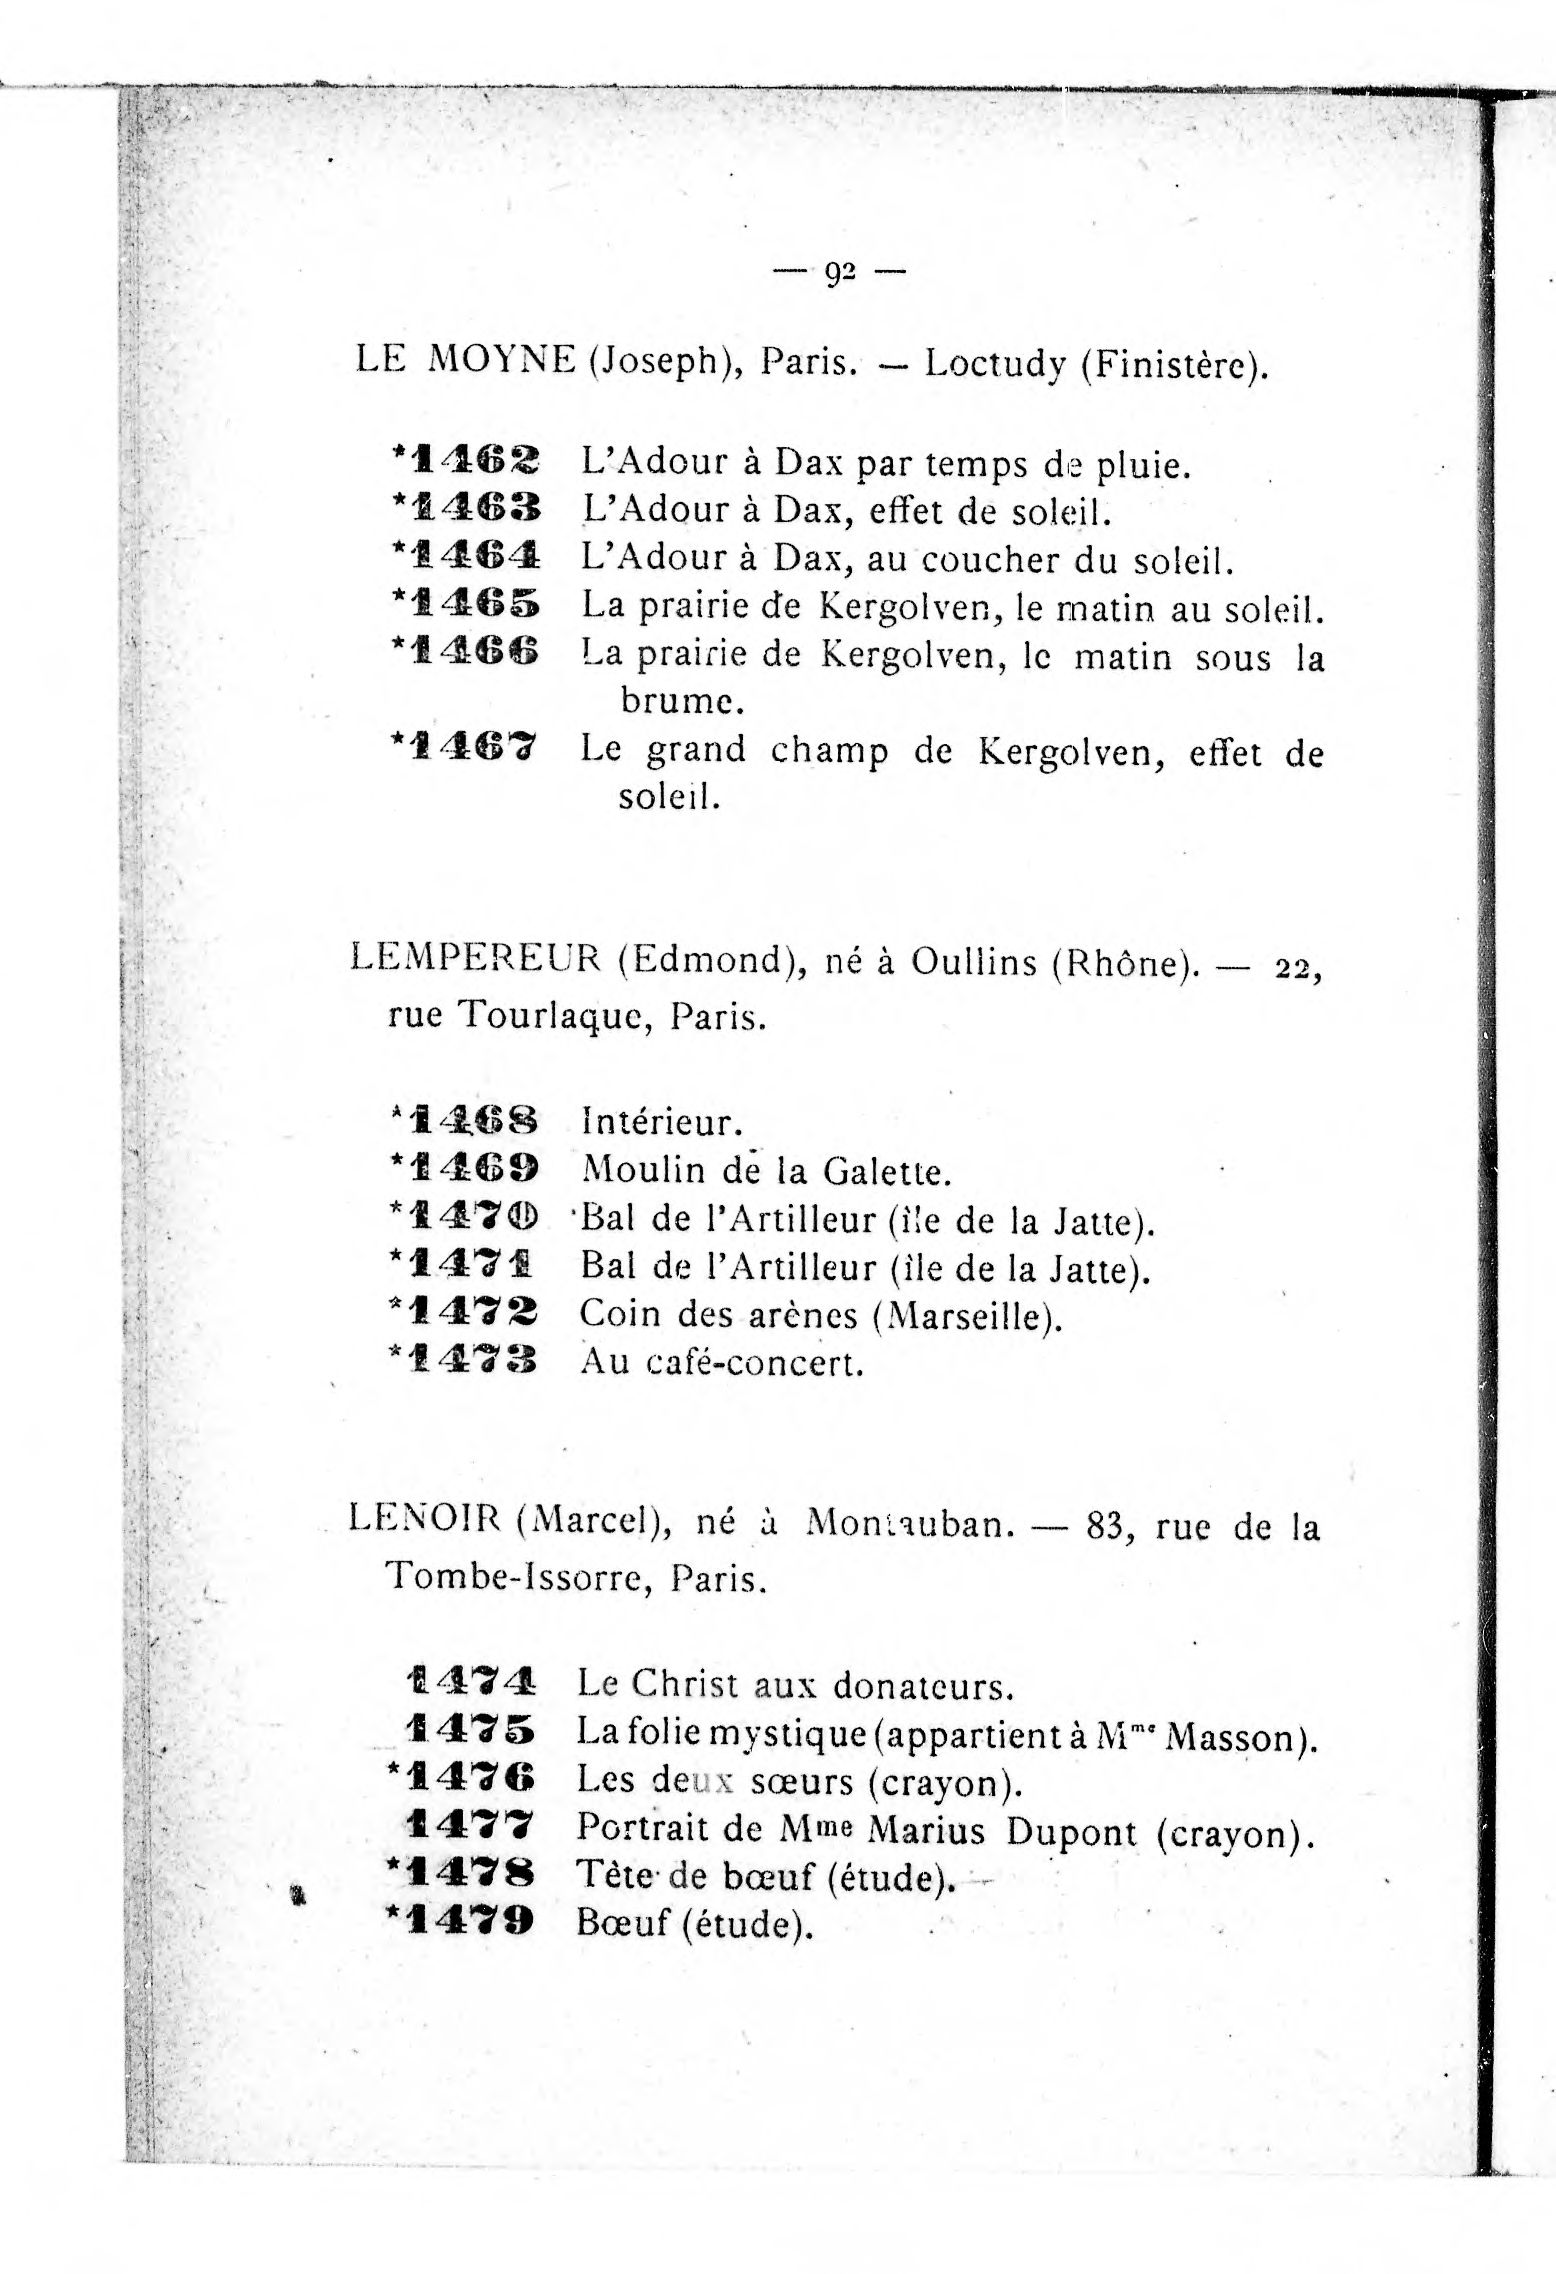 — 92 —
LE MOYNE (Joseph), Paris. — Loctudy (Finistère).
*1462 L'Adour à Dax par temps de pluie.
*1463 L'Adour à Dax, effet de soleil.
*1464 L'Adour à Dax, au coucher du soleil.
*1465 La prairie de Kergolven, le matin au soleil.
*1466 La prairie de Kergolven, le matin sous la
brume.
*1467 Le grand champ de Kergolven, effet de
soleil.
LEMPEREUR (Edmond), né à Oullins (Rhône). — 22,
rue Tourlaque, Paris.
*1468 Intérieur.
*1469 Moulin de la Galette.
*1470 Bal de l'Artilleur (île de la Jatte).
*1471 Bal de l'Artilleur (île de la Jatte).
*1472 Coin des arènes (Marseille).
*1473 Au café-concert.
LENOIR (Marcel), né à Montauban. — 83, rue de la
Tombe-Issorre, Paris.
1474 Le Christ aux donateurs.
1475 La folie mystique (appartient à Mme Masson).
*1476 Les deux sœurs (crayon).
1477 Portrait de Mme Marius Dupont (crayon).
*1478 Tête de bœuf (étude).
*1479 Bœuf (étude).